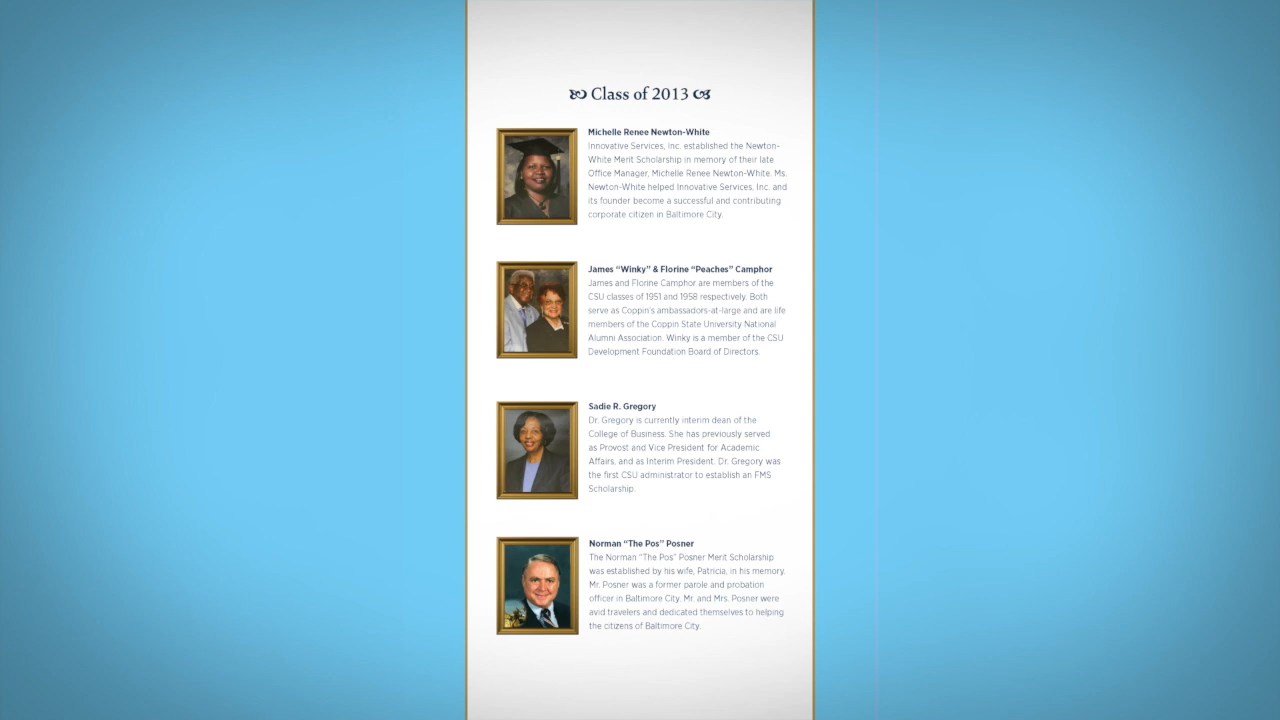 Class of 2013
Michelle Renee Newton-White
Innovative Services, Inc. established the Newton-
White Merit Scholarship in memory of their late
Office Manager, Michelle Renee Newton-White. Ms.
Newton-White helped Innovative Services, Inc. and
its founder become a successful and contributing
corporate citizen in Baltimore City.
James “Winky” & Florine “Peaches” Camphor
James and Florine Camphor are members of the
CSU classes of 1951 and 1958 respectively. Both
serve as Coppin's ambassadors-at-large and are life
members of the Coppin State University National
Alumni Association. Winky is a member of the CSU
Development Foundation Board of Directors.
Sadie R. Gregory
Dr. Gregory is currently interim dean of the
College of Business. She has previously served
as Provost and Vice President for Academic
Affairs, and as Interim President. Dr. Gregory was
the first CSU administrator to establish an FMS
Scholarship.
Norman “The Pos” Posner
The Norman “The Pos” Posner Merit Scholarship
was established by his wife, Patricia, in his memory.
Mr. Posner was a former parole and probation
officer in Baltimore City. Mr. and Mrs. Posner were
avid travelers and dedicated themselves to helping
the citizens of Baltimore City.